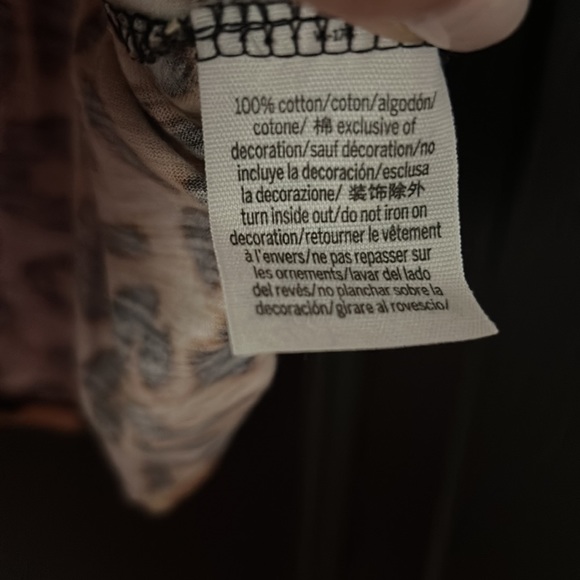 100% cotton/coton/algodón/
cotone/ 棉 exclusive of
decoration/sauf décoration/no
incluye la decoración/esclusa
la decorazione/ 装饰除外
turn inside out/do not iron on
decoration/retourner le vêtement
à l'envers/ne pas repasser sur
les ornements/lavar del lado
del revés/no planchar sobre la
decoración/girare al rovescio/